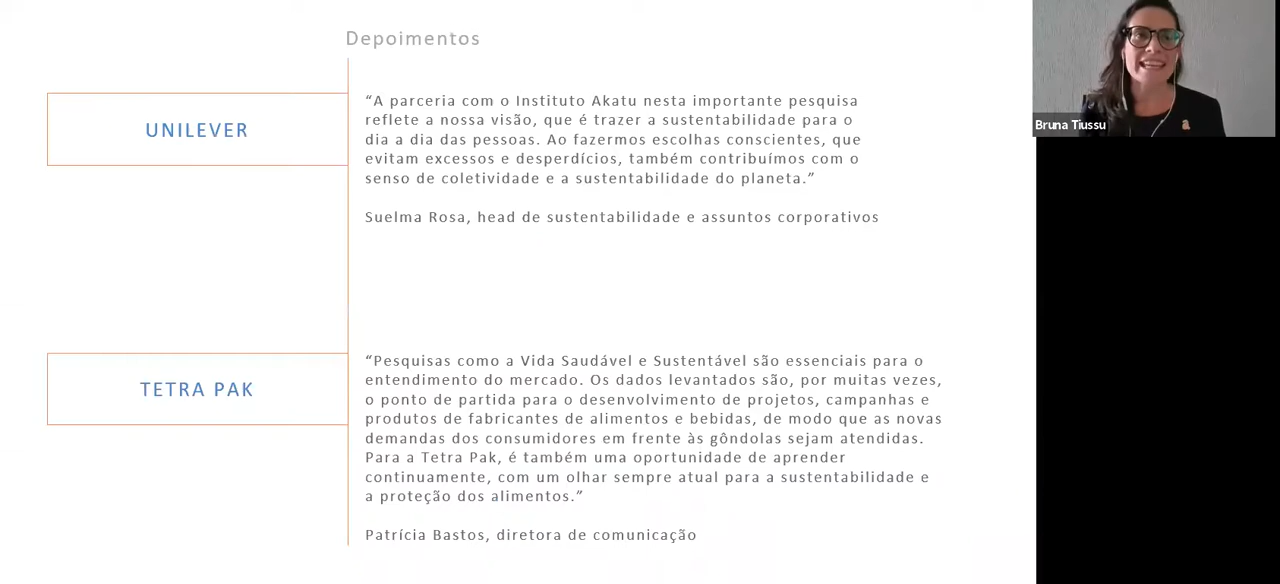 Depoimentos
UNILEVER
“A parceria com o Instituto Akatu nesta importante pesquisa
reflete a nossa visão, que é trazer a sustentabilidade para o
dia a dia das pessoas. Ao fazermos escolhas conscientes, que
evitam excessos e desperdícios, também contribuímos com o
senso de coletividade e a sustentabilidade do planeta.”
Suelma Rosa, head de sustentabilidade e assuntos corporativos
TETRA PAK
“Pesquisas como a Vida Saudável e Sustentável são essenciais para o
entendimento do mercado. Os dados levantados são, por muitas vezes,
o ponto de partida para o desenvolvimento de projetos, campanhas e
produtos de fabricantes de alimentos e bebidas, de modo que as novas
demandas dos consumidores em frente às gôndolas sejam atendidas.
Para a Tetra Pak, é também uma oportunidade de aprender
continuamente, com um olhar sempre atual para a sustentabilidade e
a proteção dos alimentos.”
Patrícia Bastos, diretora de comunicação
Bruna Tiussu